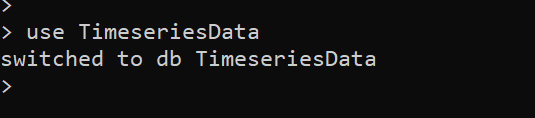 >
> use TimeseriesData
switched to db TimeseriesData
>